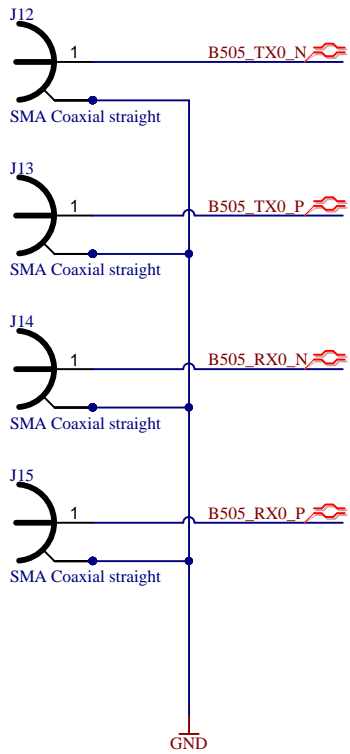 J12
1 B505_TX0_N
SMA Coaxial straight
J13
1 B505_TX0_P
SMA Coaxial straight
J14
1 B505_RX0_N
SMA Coaxial straight
J15
1 B505_RX0_P
SMA Coaxial straight
GND